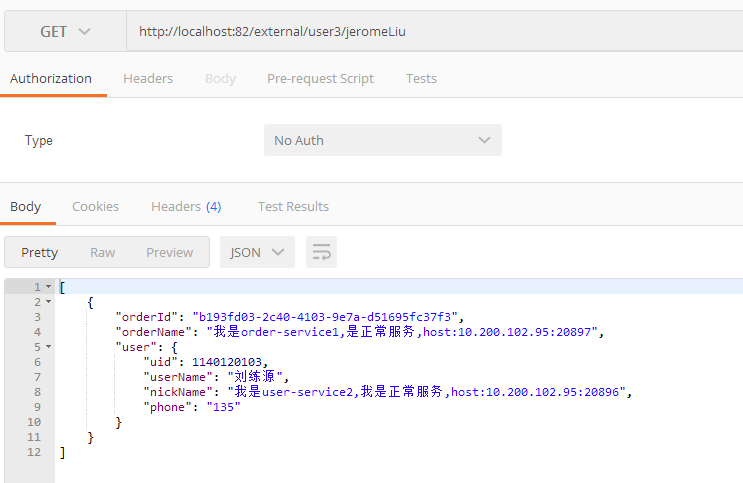 GET http://localhost:82/external/user3/jeromeLiu
Authorization Headers Body Pre-request Script Tests
Type No Auth
Body Cookies Headers (4) Test Results
Pretty Raw Preview JSON
1 [
2 {
3 "orderId": "b193fd03-2c40-4103-9e7a-d51695fc37f3",
4 "orderName": "我是order-service1,是正常服务,host:10.200.102.95:20897",
5 "user": {
6 "uid": 1140120103,
7 "userName": "刘练源",
8 "nickName": "我是user-service2,我是正常服务,host:10.200.102.95:20896",
9 "phone": "135"
10 }
11 }
12 ]